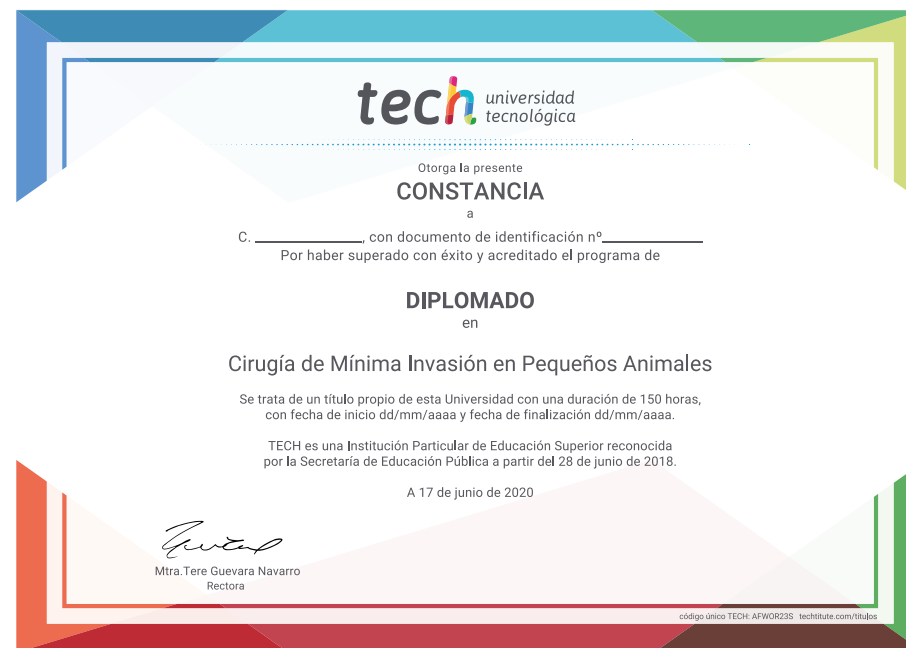 tech universidad
tecnológica
Otorga la presente
CONSTANCIA
a
C. ____________, con documento de identificación nº____________
Por haber superado con éxito y acreditado el programa de
DIPLOMADO
en
Cirugía de Mínima Invasión en Pequeños Animales
Se trata de un título propio de esta Universidad con una duración de 150 horas,
con fecha de inicio dd/mm/aaaa y fecha de finalización dd/mm/aaaa.
TECH es una Institución Particular de Educación Superior reconocida
por la Secretaría de Educación Pública a partir del 28 de junio de 2018.
A 17 de junio de 2020
Mtra.Tere Guevara Navarro
Rectora
código único TECH: AFWOR23S techtitute.com/titulos